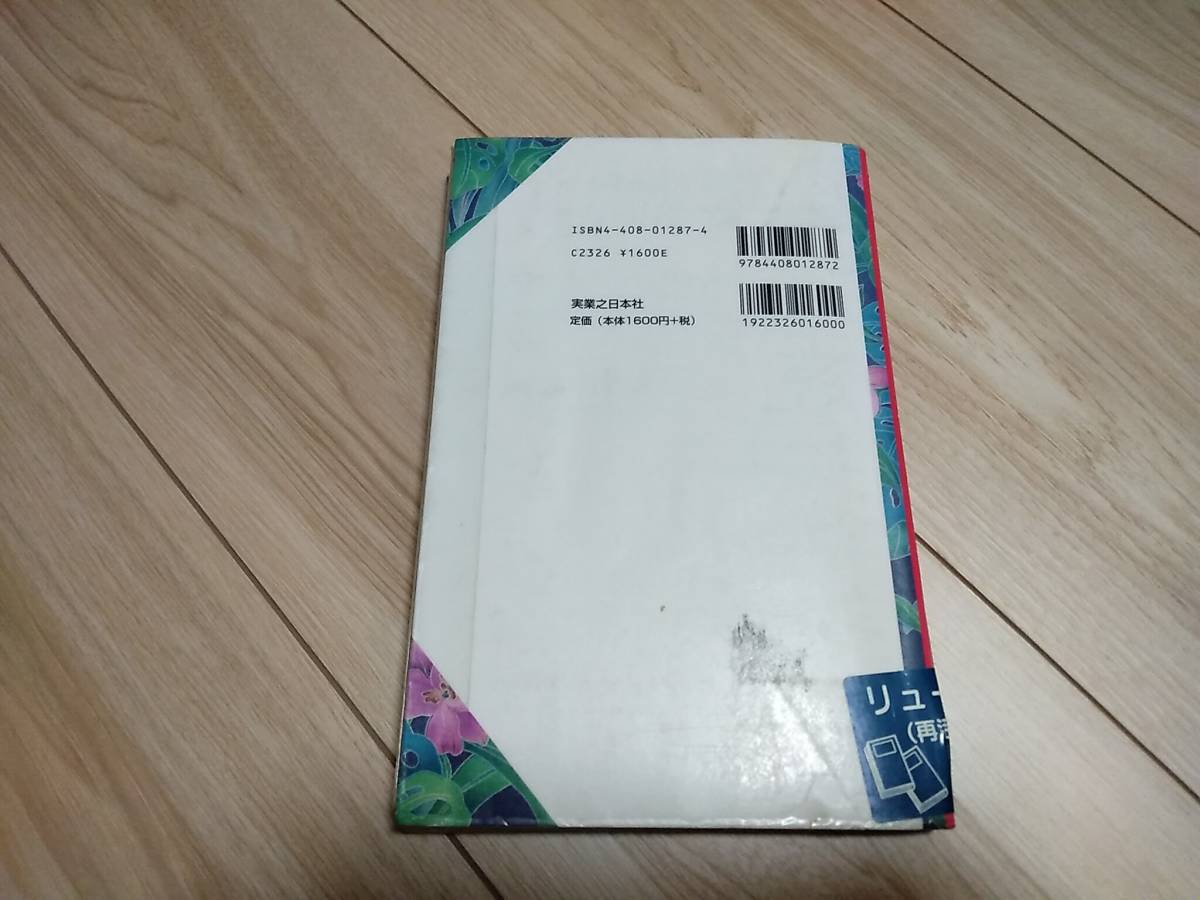 ISBN4-408-01287-4
C2326 ¥1600E
9784408012872
実業之日本社
定価(本体1600円+税)
1922326016000
リュー
(再